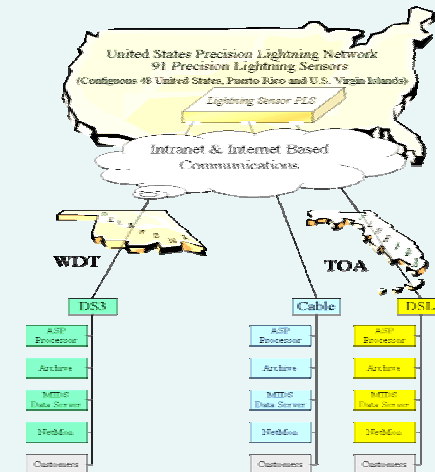 United States Precision Lightning Network
91 Precision Lightning Sensors
(Contiguous 48 United States, Puerto Rico and U.S. Virgin Islands)
Lightning Sensor PLS
Intranet & Internet Based
Communications
OKLAHOMA
WDT
TOA
DS3
Cable
DSL
ASP
Processor
ASP
Processor
ASP
Processor
Archive
Archive
Archive
MIDS
Data Server
MIDS
Data Server
MIDS
Data Server
NetMon
NetMon
NetMon
Customers
Customers
Customers